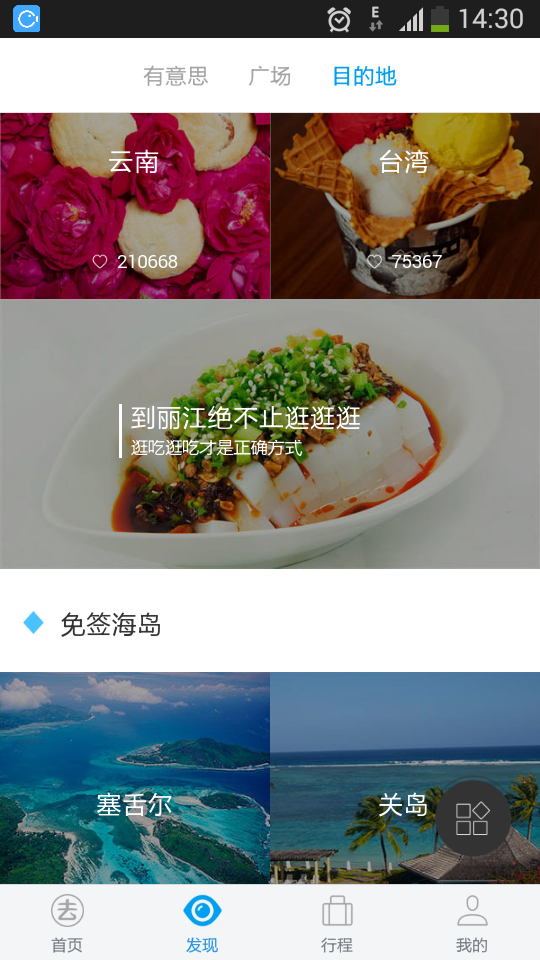 E 14:30
有意思 广场 目的地
云南 台湾
210668 75367
到丽江绝不止逛逛逛
逛吃逛吃才是正确方式
免签海岛
塞舌尔 关岛
去
首页 发现 行程 我的